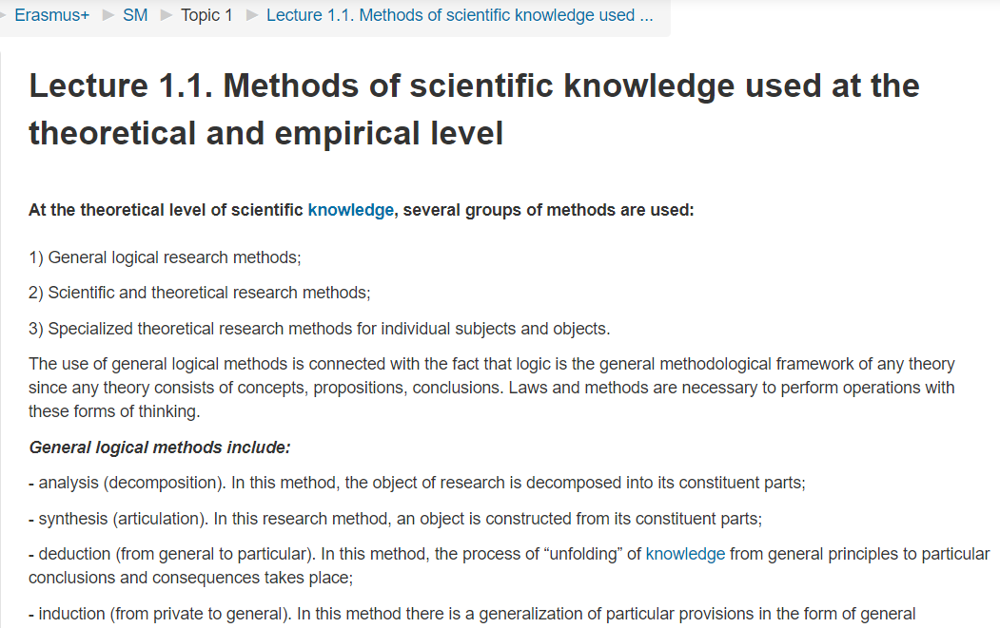 Erasmus+ ► SM ► Topic 1 ► Lecture 1.1. Methods of scientific knowledge used ...
Lecture 1.1. Methods of scientific knowledge used at the
theoretical and empirical level
At the theoretical level of scientific knowledge, several groups of methods are used:
1) General logical research methods;
2) Scientific and theoretical research methods;
3) Specialized theoretical research methods for individual subjects and objects.
The use of general logical methods is connected with the fact that logic is the general methodological framework of any theory
since any theory consists of concepts, propositions, conclusions. Laws and methods are necessary to perform operations with
these forms of thinking.
General logical methods include:
- analysis (decomposition). In this method, the object of research is decomposed into its constituent parts;
- synthesis (articulation). In this research method, an object is constructed from its constituent parts;
- deduction (from general to particular). In this method, the process of “unfolding” of knowledge from general principles to particular
conclusions and consequences takes place;
- induction (from private to general). In this method there is a generalization of particular provisions in the form of general